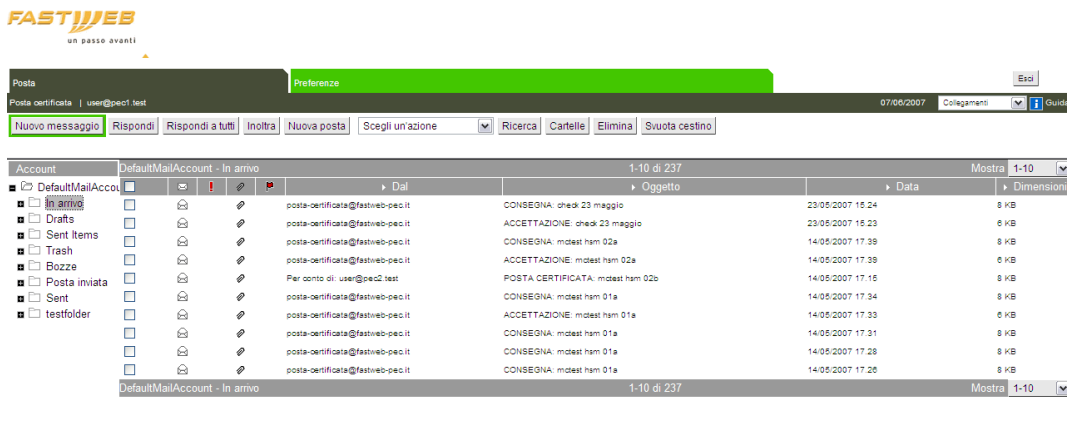 FASTWEB
un passo avanti
Posta Preferenze Esci
Posta certificata | user@pec1.test 07/06/2007 Collegamenti Guida
Nuovo messaggio Rispondi Rispondi a tutti Inoltra Nuova posta Scegli un'azione Ricerca Cartelle Elimina Svuota cestino
Account DefaultMailAccount - In arrivo 1-10 di 237 Mostra 1-10
DefaultMailAccou Dal Oggetto Data Dimensioni
In arrivo posta-certificata@fastweb-pec.it CONSEGNA: check 23 maggio 23/05/2007 15.24 8 KB
Drafts posta-certificata@fastweb-pec.it ACCETTAZIONE: check 23 maggio 23/05/2007 15.23 6 KB
Sent Items posta-certificata@fastweb-pec.it CONSEGNA: mctest hsm 02a 14/05/2007 17.39 8 KB
Trash posta-certificata@fastweb-pec.it ACCETTAZIONE: mctest hsm 02a 14/05/2007 17.39 6 KB
Bozze Per conto di: user@pec2.test POSTA CERTIFICATA: mctest hsm 02b 14/05/2007 17.15 8 KB
Posta inviata posta-certificata@fastweb-pec.it CONSEGNA: mctest hsm 01a 14/05/2007 17.34 8 KB
Sent posta-certificata@fastweb-pec.it ACCETTAZIONE: mctest hsm 01a 14/05/2007 17.33 6 KB
testfolder posta-certificata@fastweb-pec.it CONSEGNA: mctest hsm 01a 14/05/2007 17.31 8 KB
posta-certificata@fastweb-pec.it CONSEGNA: mctest hsm 01a 14/05/2007 17.28 8 KB
posta-certificata@fastweb-pec.it CONSEGNA: mctest hsm 01a 14/05/2007 17.26 8 KB
DefaultMailAccount - In arrivo 1-10 di 237 Mostra 1-10